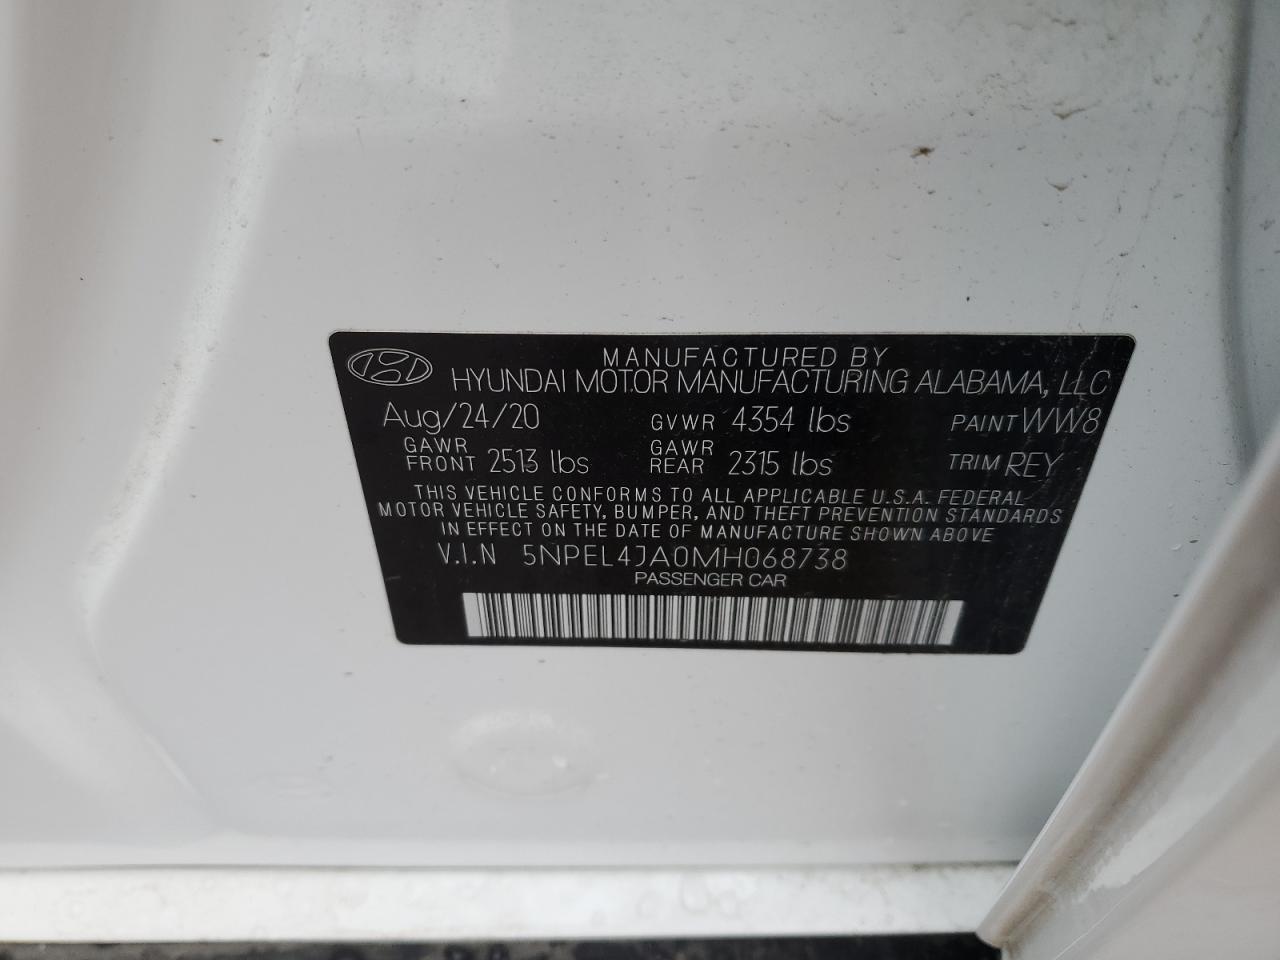 MANUFACTURED BY
HYUNDAI MOTOR MANUFACTURING ALABAMA, LLC
Aug/24/20 GVWR 4354 lbs PAINT WW8
GAWR FRONT 2513 lbs GAWR REAR 2315 lbs TRIM REY
THIS VEHICLE CONFORMS TO ALL APPLICABLE U.S.A. FEDERAL
MOTOR VEHICLE SAFETY, BUMPER, AND THEFT PREVENTION STANDARDS
IN EFFECT ON THE DATE OF MANUFACTURE SHOWN ABOVE
V.I.N 5NPEL4JA0MH068738
PASSENGER CAR